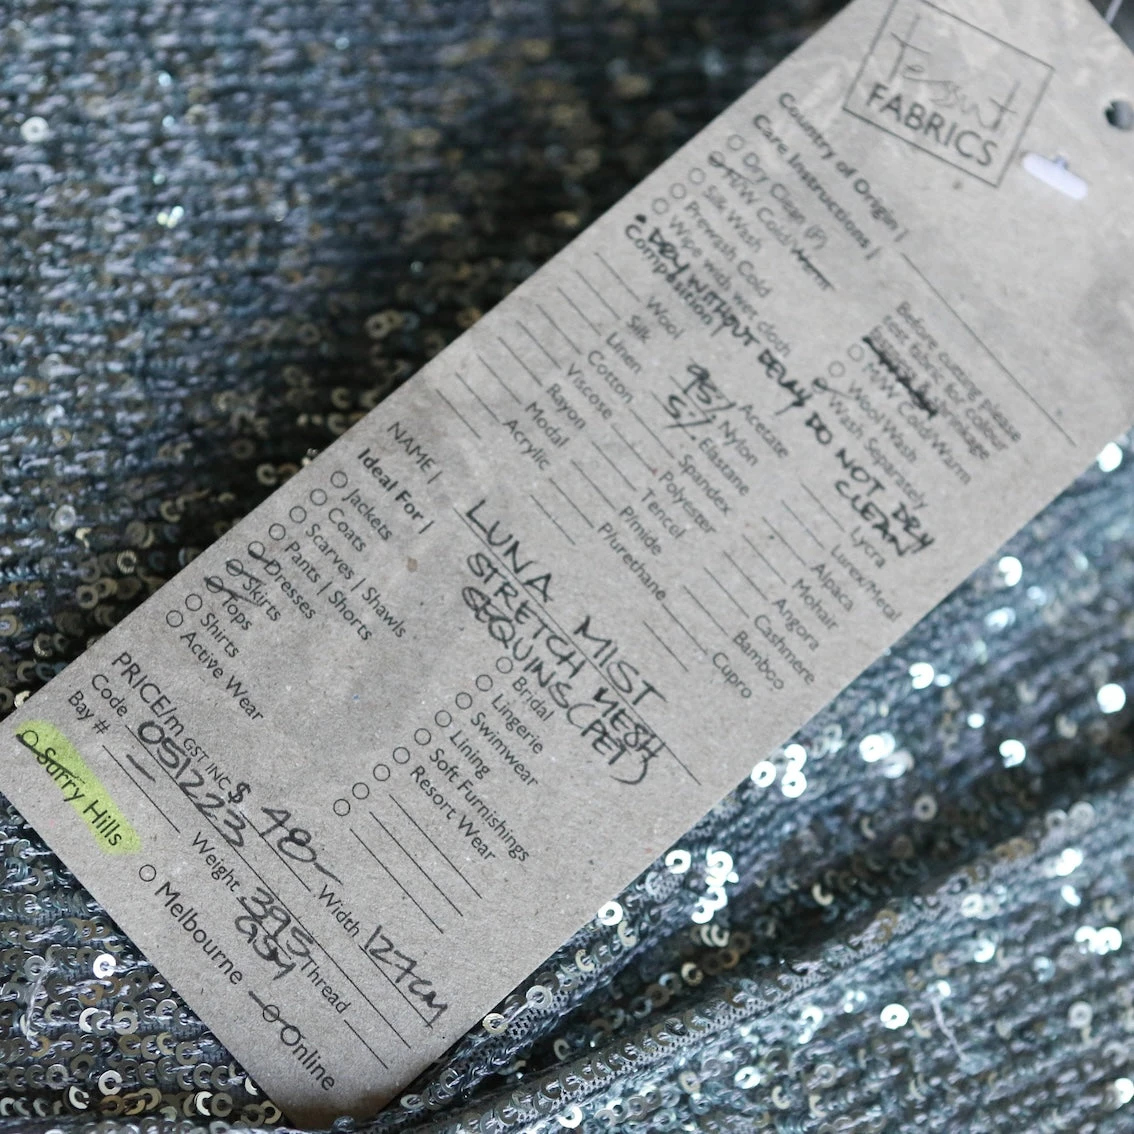 tessuti
FABRICS
Country of Origin |
Care Instructions |
Dry Clean (P)
H/W Cold/Warm
Silk Wash
Prewash Cold
Wipe with wet cloth
Before cutting please
test fabric for colour
& shrinkage
M/W Cold/Warm
Wool Wash
Wash Separately
• DRY WITHOUT DELAY DO NOT DRY
CLEAN
Composition
Wool
Silk
Linen
Cotton
Viscose
Rayon
Modal
Acrylic
Acetate
95% Nylon
5% Elastane
Spandex
Polyester
Tencel
P/mide
P/urethane
Lycra
Lurex/Metal
Alpaca
Mohair
Angora
Cashmere
Bamboo
Cupro
NAME | LUNA MIST
STRETCH MESH
SEQUINS (PET)
Ideal For |
Jackets
Coats
Scarves | Shawls
Pants | Shorts
Dresses
Skirts
Tops
Shirts
Active Wear
Bridal
Lingerie
Swimwear
Lining
Soft Furnishings
Resort Wear
PRICE/m GST INC $ 48- Width 127cm
Code 051223 Weight 395 GSM Thread
Bay # -
Surry Hills
Melbourne
Online